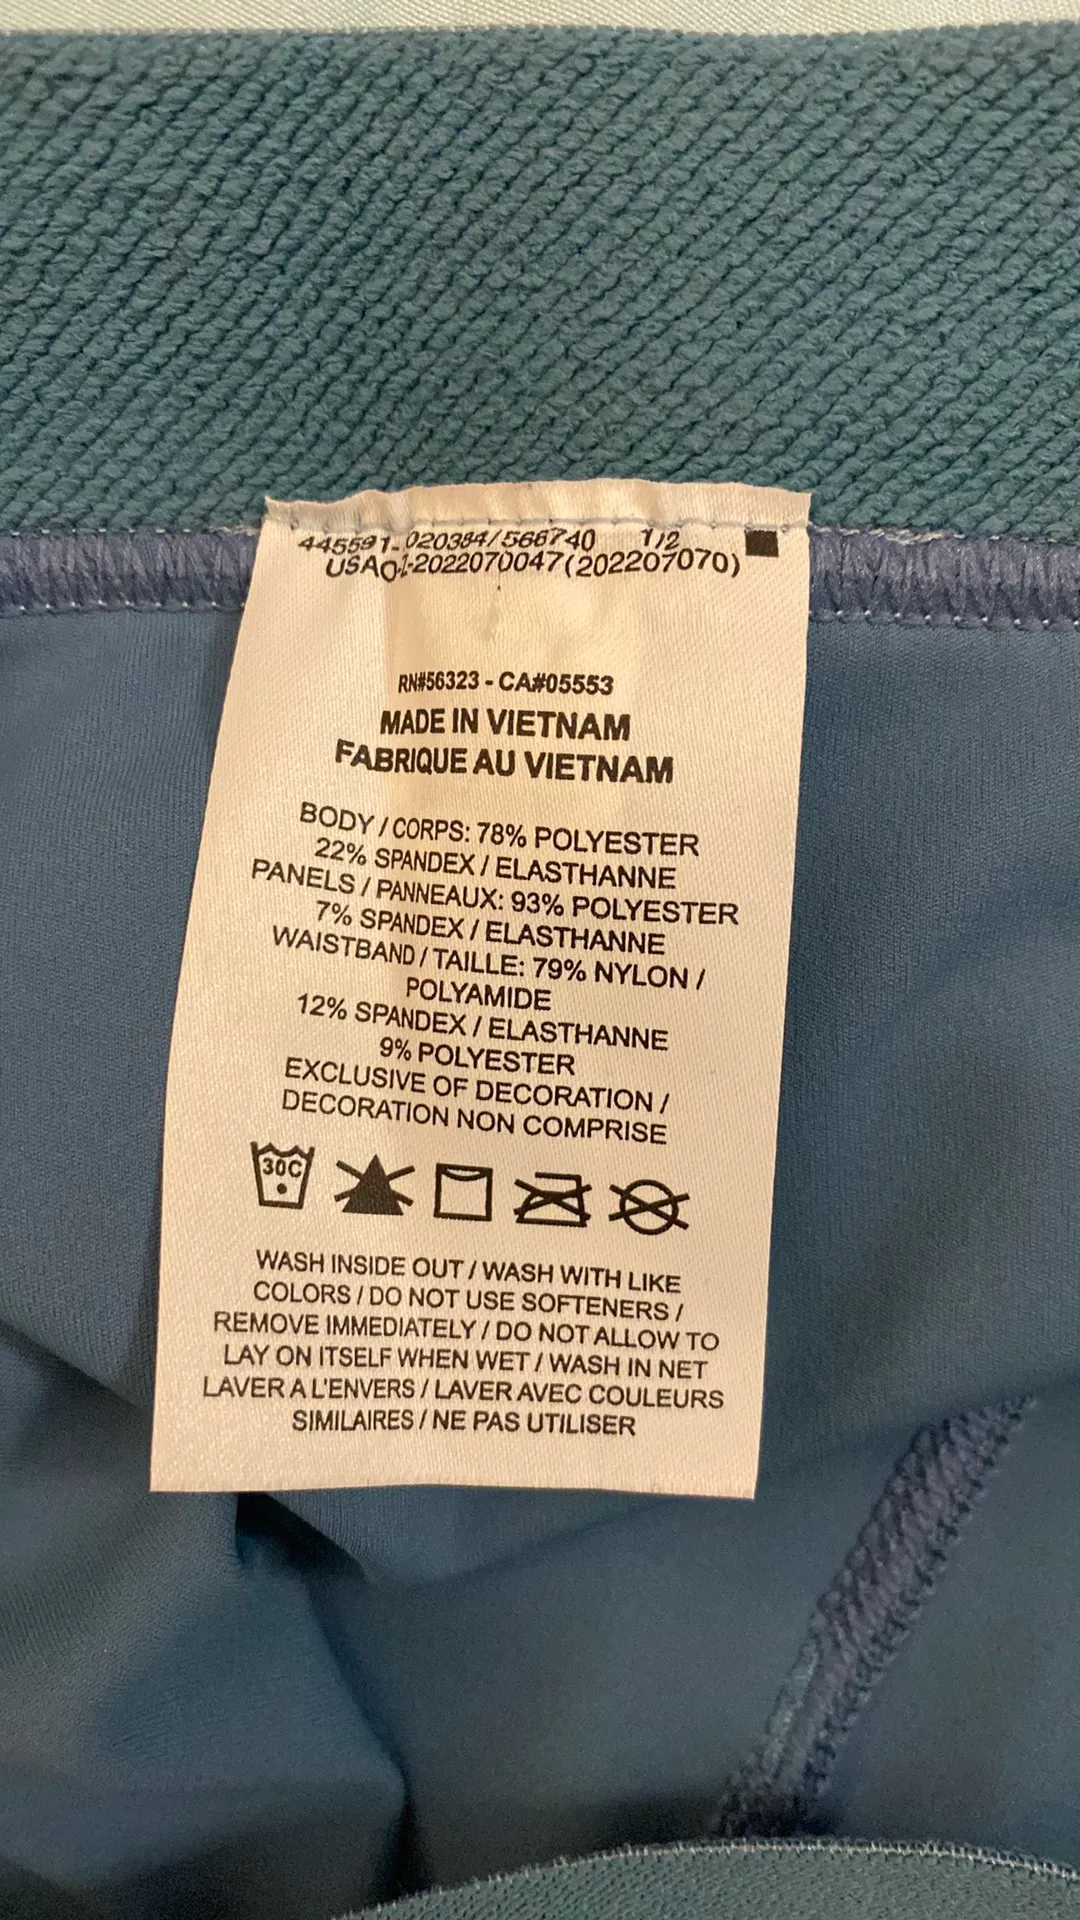 445591-020384/566740 1/2
USAO-2022070047(202207070)
RN#56323 - CA#05553
MADE IN VIETNAM
FABRIQUE AU VIETNAM
BODY / CORPS: 78% POLYESTER
22% SPANDEX / ELASTHANNE
PANELS / PANNEAUX: 93% POLYESTER
7% SPANDEX / ELASTHANNE
WAISTBAND / TAILLE: 79% NYLON /
POLYAMIDE
12% SPANDEX / ELASTHANNE
9% POLYESTER
EXCLUSIVE OF DECORATION /
DECORATION NON COMPRISE
30C
WASH INSIDE OUT / WASH WITH LIKE
COLORS / DO NOT USE SOFTENERS /
REMOVE IMMEDIATELY / DO NOT ALLOW TO
LAY ON ITSELF WHEN WET / WASH IN NET
LAVER A L'ENVERS / LAVER AVEC COULEURS
SIMILAIRES / NE PAS UTILISER